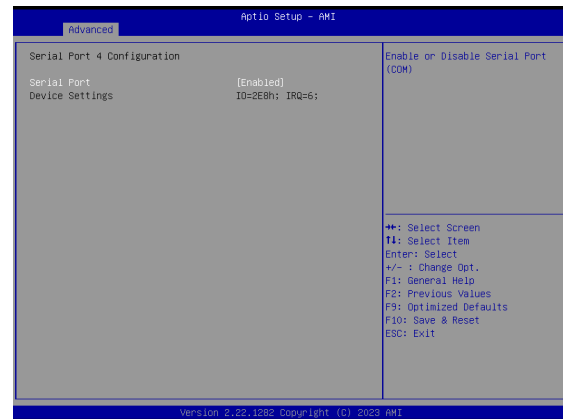 Aptio Setup - AMI
Advanced
Serial Port 4 Configuration
Serial Port [Enabled]
Device Settings IO=2E8h; IRQ=6;
Enable or Disable Serial Port
(COM)
→←: Select Screen
↑↓: Select Item
Enter: Select
+/- : Change Opt.
F1: General Help
F2: Previous Values
F9: Optimized Defaults
F10: Save & Reset
ESC: Exit
Version 2.22.1282 Copyright (C) 2023 AMI